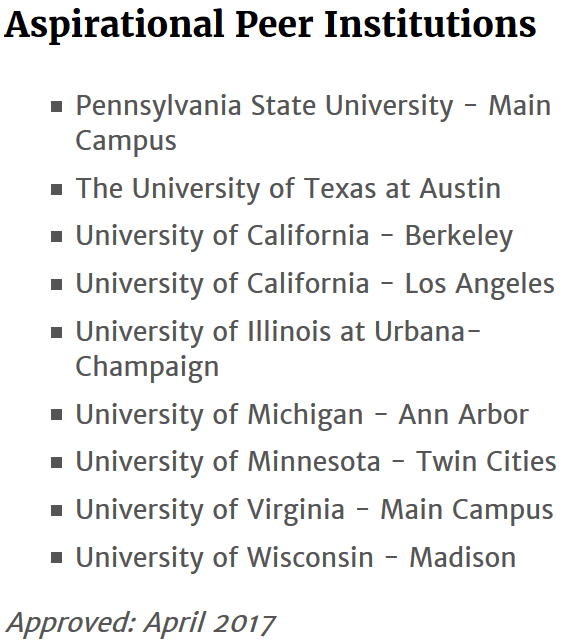 Aspirational Peer Institutions
Pennsylvania State University - Main
Campus
The University of Texas at Austin
University of California - Berkeley
University of California - Los Angeles
University of Illinois at Urbana-
Champaign
University of Michigan - Ann Arbor
University of Minnesota - Twin Cities
University of Virginia - Main Campus
University of Wisconsin - Madison
Approved: April 2017